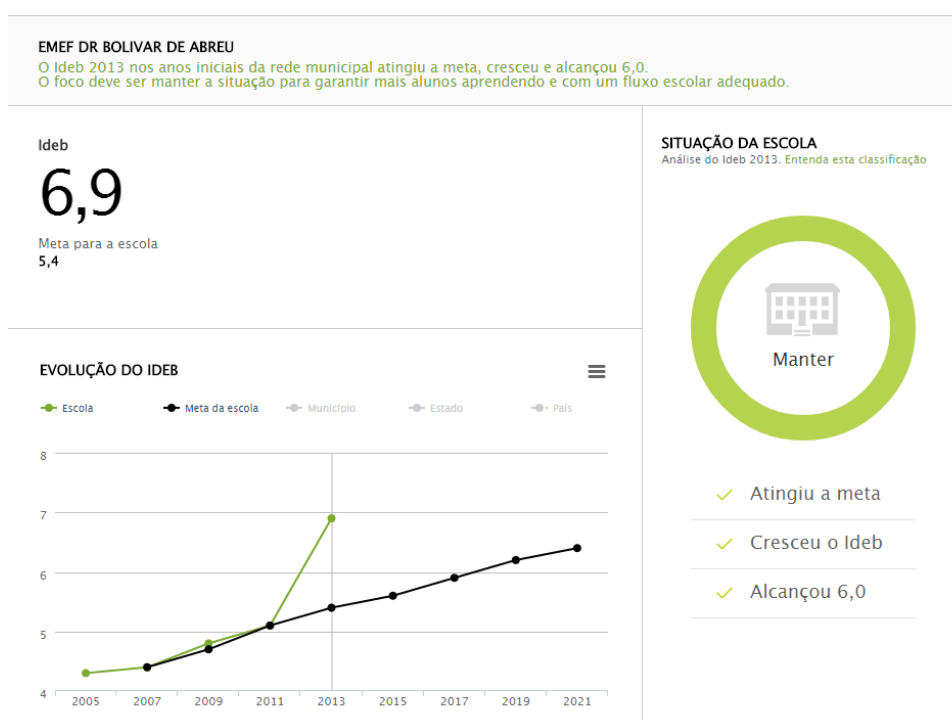 EMEF DR BOLIVAR DE ABREU
O Ideb 2013 nos anos iniciais da rede municipal atingiu a meta, cresceu e alcançou 6,0.
O foco deve ser manter a situação para garantir mais alunos aprendendo e com um fluxo escolar adequado.
Ideb
6,9
Meta para a escola
5,4
SITUAÇÃO DA ESCOLA
Análise do Ideb 2013. Entenda esta classificação
Manter
Atingiu a meta
Cresceu o Ideb
Alcançou 6,0
EVOLUÇÃO DO IDEB
Escola Meta da escola Município Estado País
8
7
6
5
4
2005 2007 2009 2011 2013 2015 2017 2019 2021